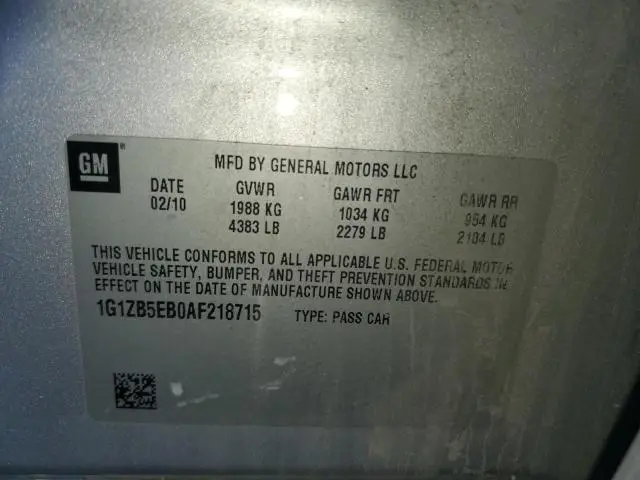 GM ®
MFD BY GENERAL MOTORS LLC
DATE GVWR GAWR FRT GAWR RR
02/10 1988 KG 1034 KG 954 KG
4383 LB 2279 LB 2104 LB
THIS VEHICLE CONFORMS TO ALL APPLICABLE U.S. FEDERAL MOTOR
VEHICLE SAFETY, BUMPER, AND THEFT PREVENTION STANDARDS IN
EFFECT ON THE DATE OF MANUFACTURE SHOWN ABOVE.
1G1ZB5EB0AF218715 TYPE: PASS CAR